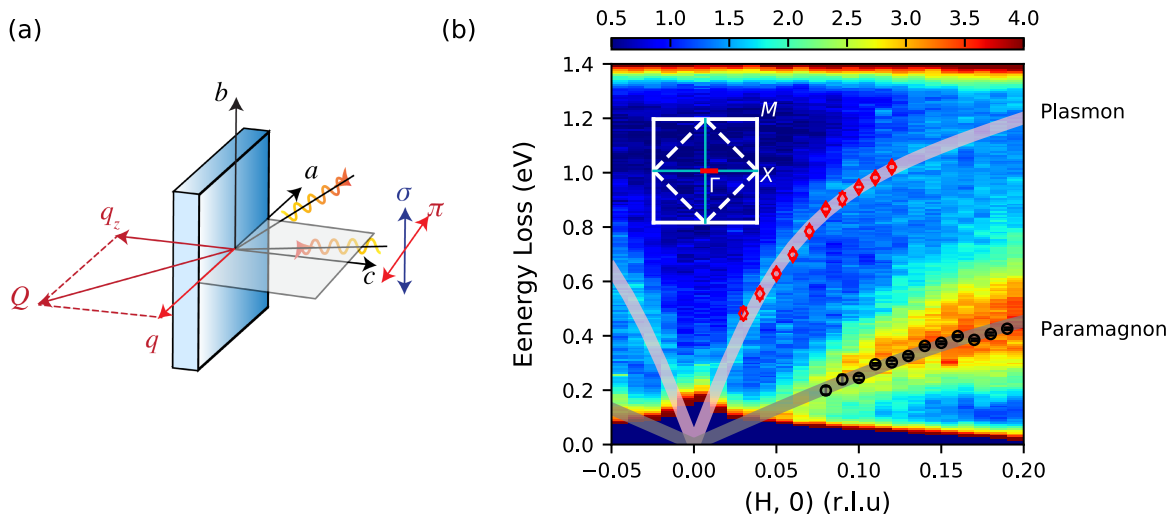 (a)
b
a
q_z
Q
q
c
σ
π
(b)
0.5 1.0 1.5 2.0 2.5 3.0 3.5 4.0
1.4
1.2
1.0
0.8
0.6
0.4
0.2
0.0
Eenergy Loss (eV)
M
X
Γ
Plasmon
Paramagnon
−0.05 0.00 0.05 0.10 0.15 0.20
(H, 0) (r.l.u)